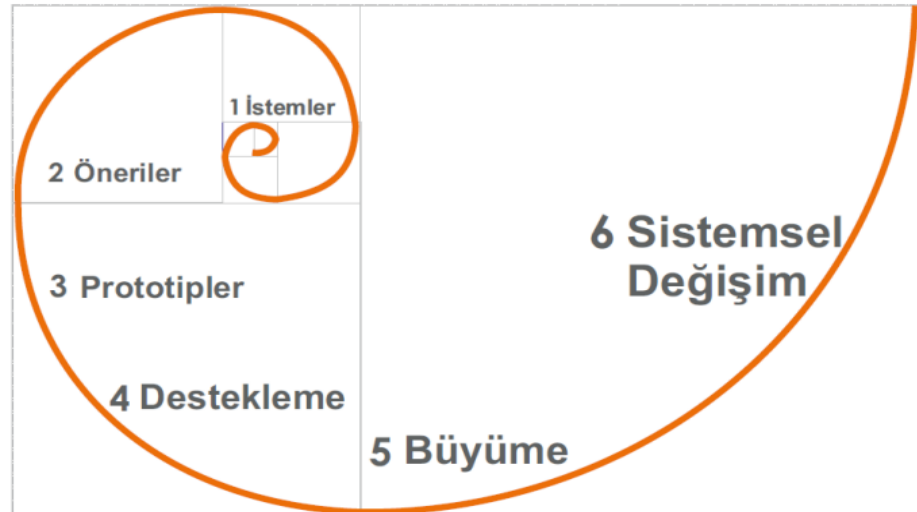 1 İstemler
2 Öneriler
3 Prototipler
4 Destekleme
5 Büyüme
6 Sistemsel
Değişim